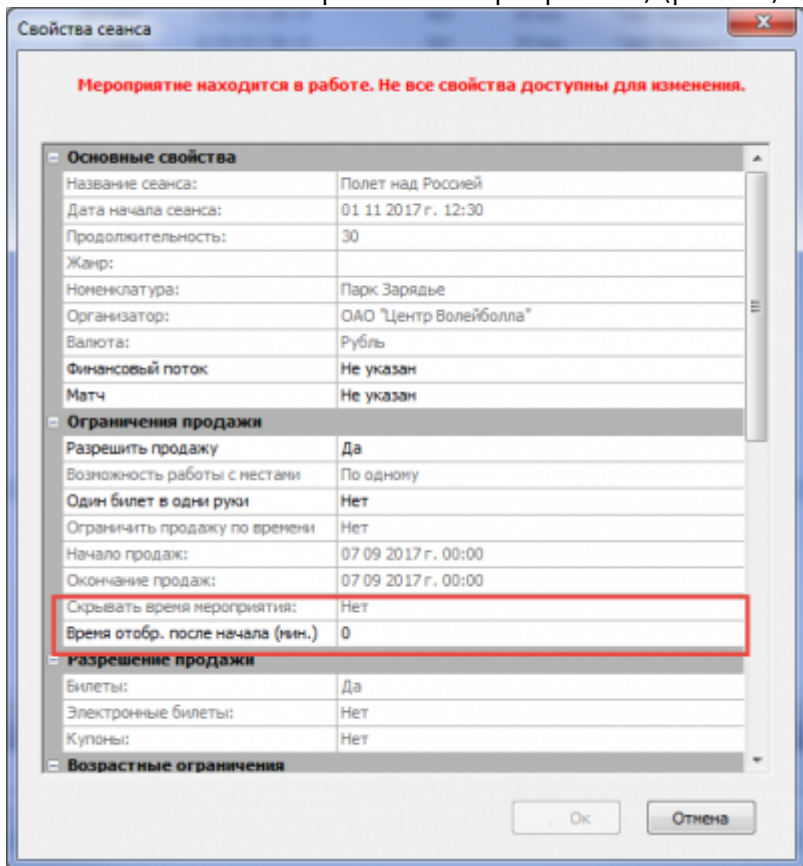 Свойства сеанса
Мероприятие находится в работе. Не все свойства доступны для изменения.
Основные свойства
Название сеанса: Полет над Россией
Дата начала сеанса: 01 11 2017 г. 12:30
Продолжительность: 30
Жанр:
Номенклатура: Парк Зарядье
Организатор: ОАО "Центр Волейболла"
Валюта: Рубль
Финансовый поток Не указан
Матч Не указан
Ограничения продажи
Разрешить продажу Да
Возможность работы с местами По одному
Один билет в одни руки Нет
Ограничить продажу по времени Нет
Начало продаж: 07 09 2017 г. 00:00
Окончание продаж: 07 09 2017 г. 00:00
Скрывать время мероприятия: Нет
Время отобр. после начала (мин.) 0
Разрешение продажи
Билеты: Да
Электронные билеты: Нет
Купоны: Нет
Возрастные ограничения
. Ок Отмена